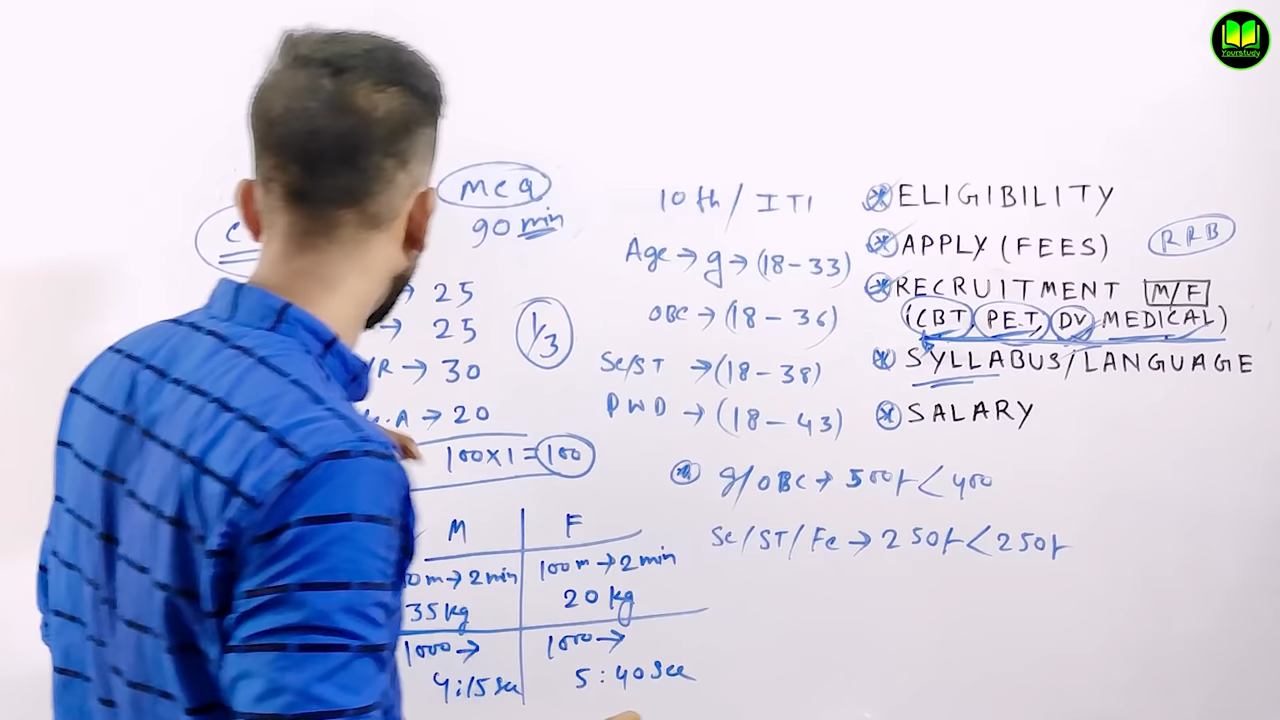 Yourstudy
MCQ
90 min
C
→ 25
→ 25
R → 30
G.A → 20
1/3
100×1 = 100
M F
0m→2min 100m→2min
35kg 20 kg
1000→ 1000→
4:15 sec 5:40 sec
10th / ITI
Age → g → (18-33)
OBC → (18-36)
Sc/ST → (18-38)
PWD → (18-43)
g/OBC → 500/- < 400
Sc/ST/Fe → 250/- < 250/-
ELIGIBILITY
APPLY (FEES) RRB
RECRUITMENT M/F
(CBT, PET, DV, MEDICAL)
SYLLABUS/LANGUAGE
SALARY